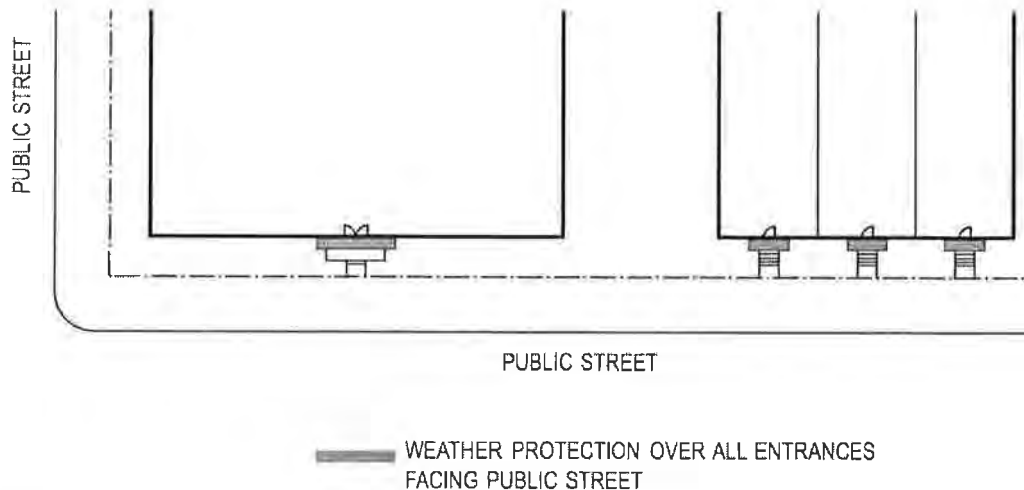 PUBLIC STREET
PUBLIC STREET
WEATHER PROTECTION OVER ALL ENTRANCES
FACING PUBLIC STREET